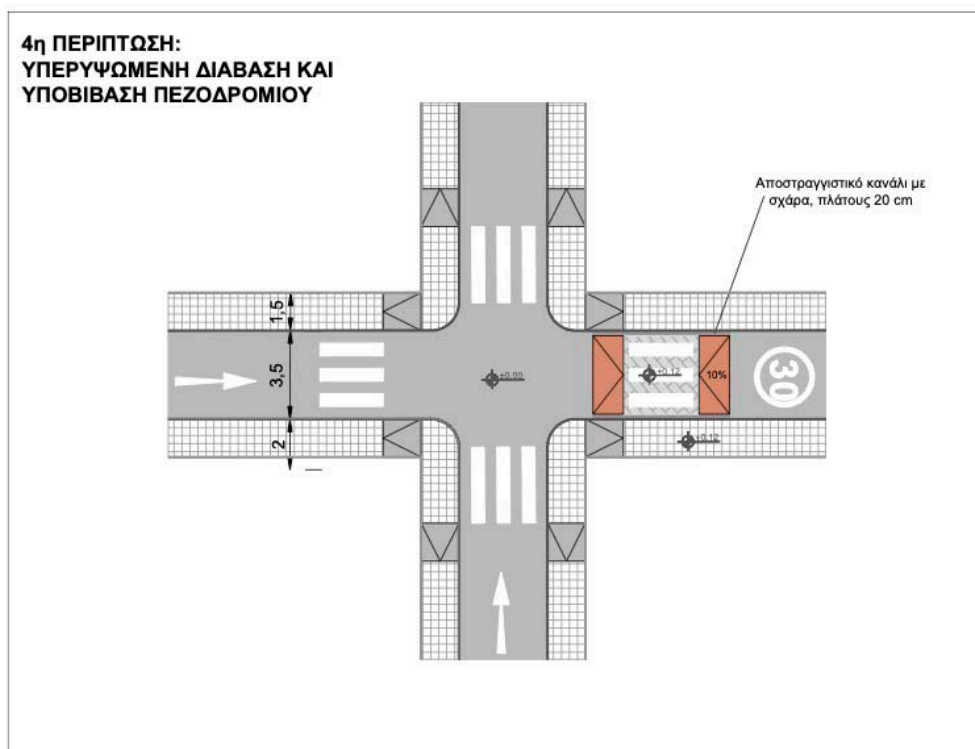 4η ΠΕΡΙΠΤΩΣΗ:
ΥΠΕΡΥΨΩΜΕΝΗ ΔΙΑΒΑΣΗ ΚΑΙ
ΥΠΟΒΙΒΑΣΗ ΠΕΖΟΔΡΟΜΙΟΥ
Αποστραγγιστικό κανάλι με
σχάρα, πλάτους 20 cm
1,5
3,5
2
±0.00
+0.12
10%
30
+0.12